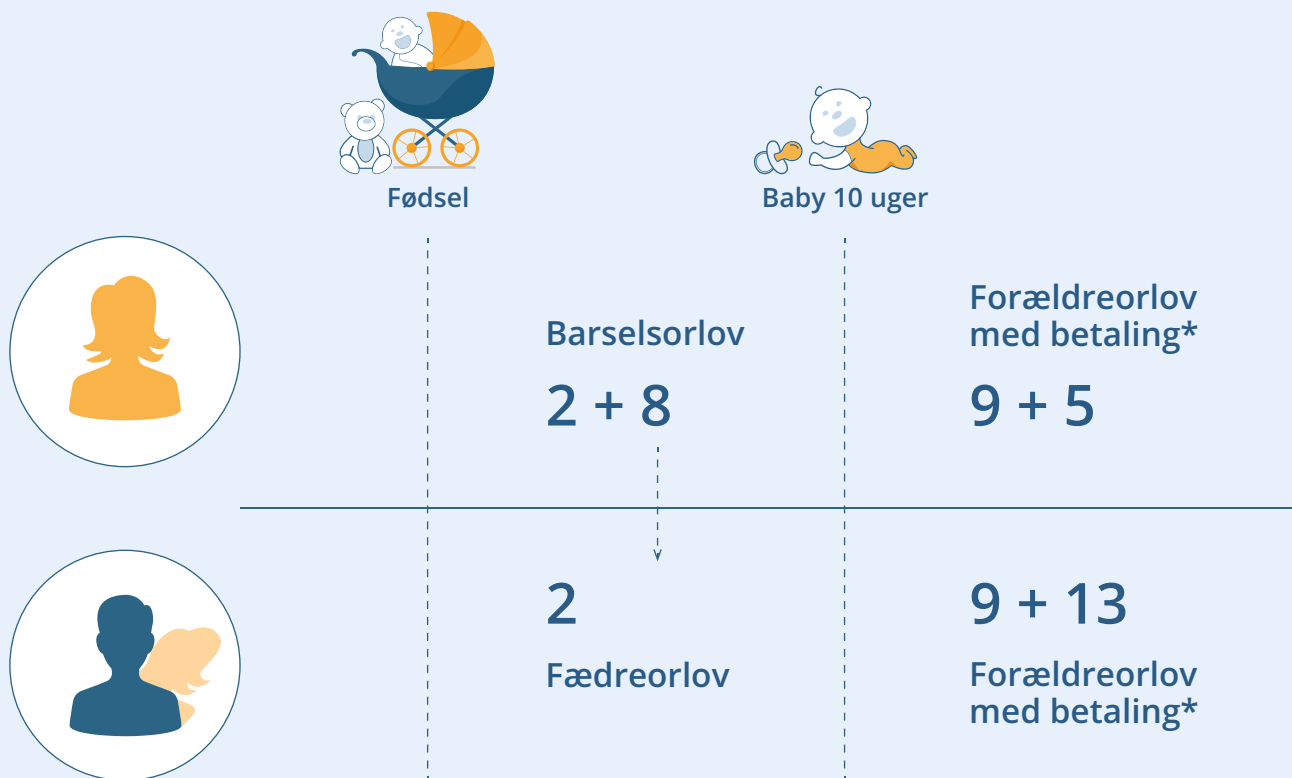 Fødsel
Baby 10 uger
Barselsorlov
2 + 8
Forældreorlov
med betaling*
9 + 5
2
Fædreorlov
9 + 13
Forældreorlov
med betaling*